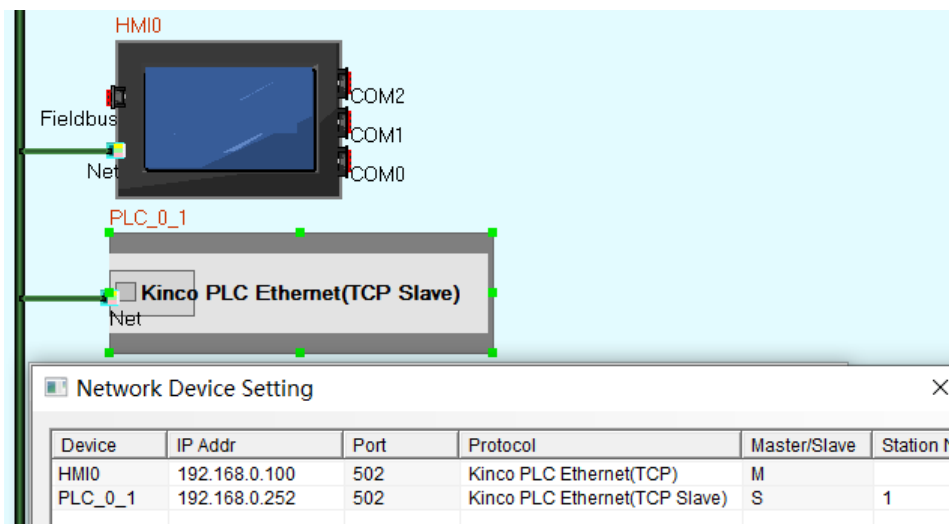 HMI0
COM2
Fieldbus
COM1
Net
COM0
PLC_0_1
Kinco PLC Ethernet(TCP Slave)
Net
Network Device Setting
Device IP Addr Port Protocol Master/Slave Station N
HMI0 192.168.0.100 502 Kinco PLC Ethernet(TCP) M
PLC_0_1 192.168.0.252 502 Kinco PLC Ethernet(TCP Slave) S 1